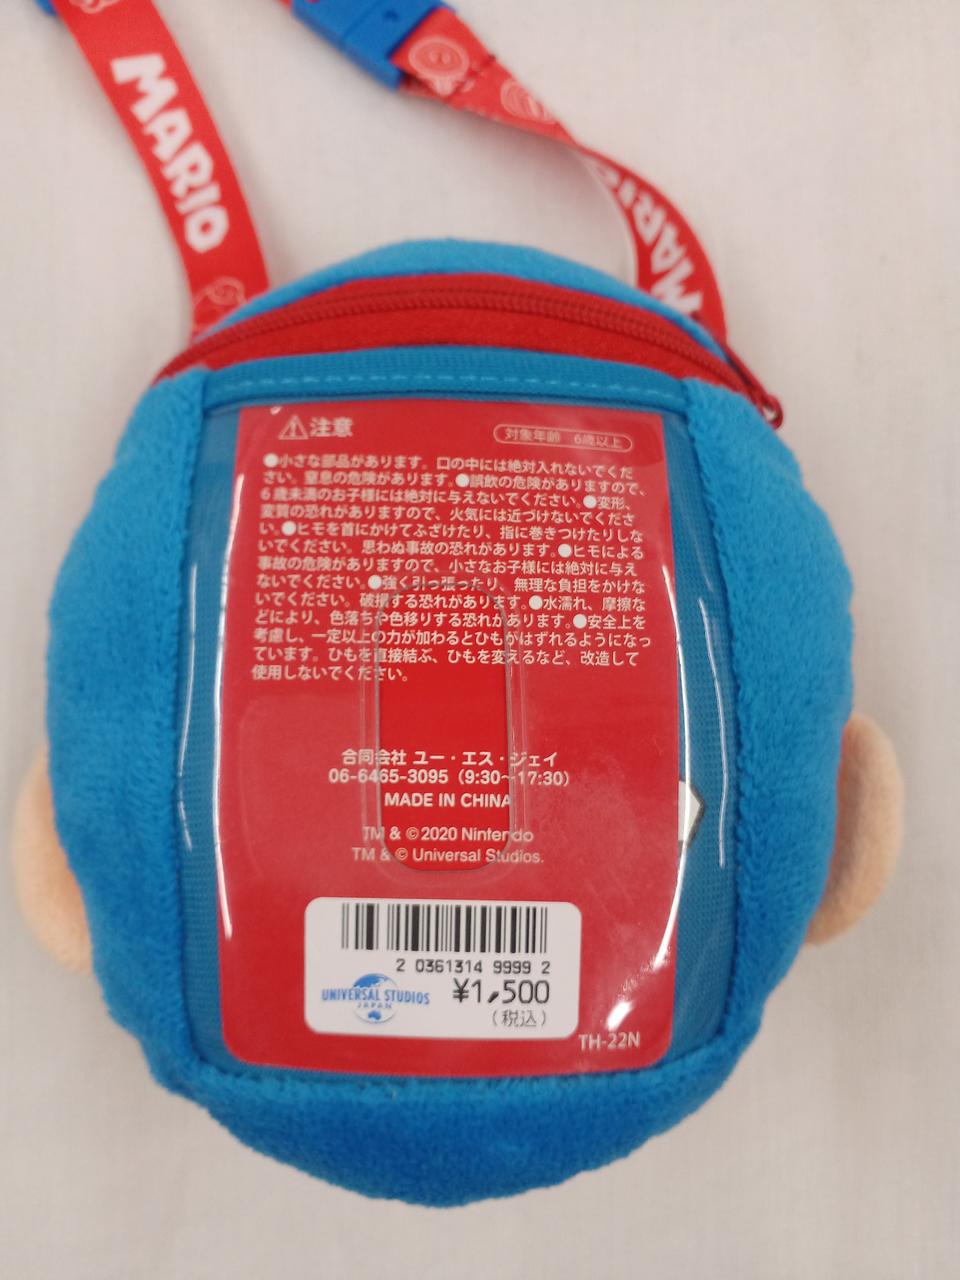 MARIO
MARIO
注意
対象年齢 6歳以上
●小さな部品があります。口の中には絶対入れないでくだ
さい。窒息の危険があります。●誤飲の危険がありますので、
6歳未満のお子様には絶対に与えないでください。●変形、
変質の恐れがありますので、火気には近づけないでくださ
い。●ヒモを首にかけてふざけたり、指に巻きつけたりしな
いでください。思わぬ事故の恐れがあります。●ヒモによる
事故の危険がありますので、小さなお子様には絶対に与え
ないでください。●強く引っ張ったり、無理な負担をかけな
いでください。破損する恐れがあります。●水濡れ、摩擦な
どにより、色落ちや色移りする恐れがあります。●安全上を
考慮し、一定以上の力が加わるとひもがはずれるようになっ
ています。ひもを直接結ぶ、ひもを変えるなど、改造して
使用しないでください。
合同会社 ユー・エス・ジェイ
06-6465-3095（9:30～17:30）
MADE IN CHINA
TM & © 2020 Nintendo
TM & © Universal Studios.
2 0361314 9999 2
UNIVERSAL STUDIOS
JAPAN
¥1,500
（税込）
TH-22N